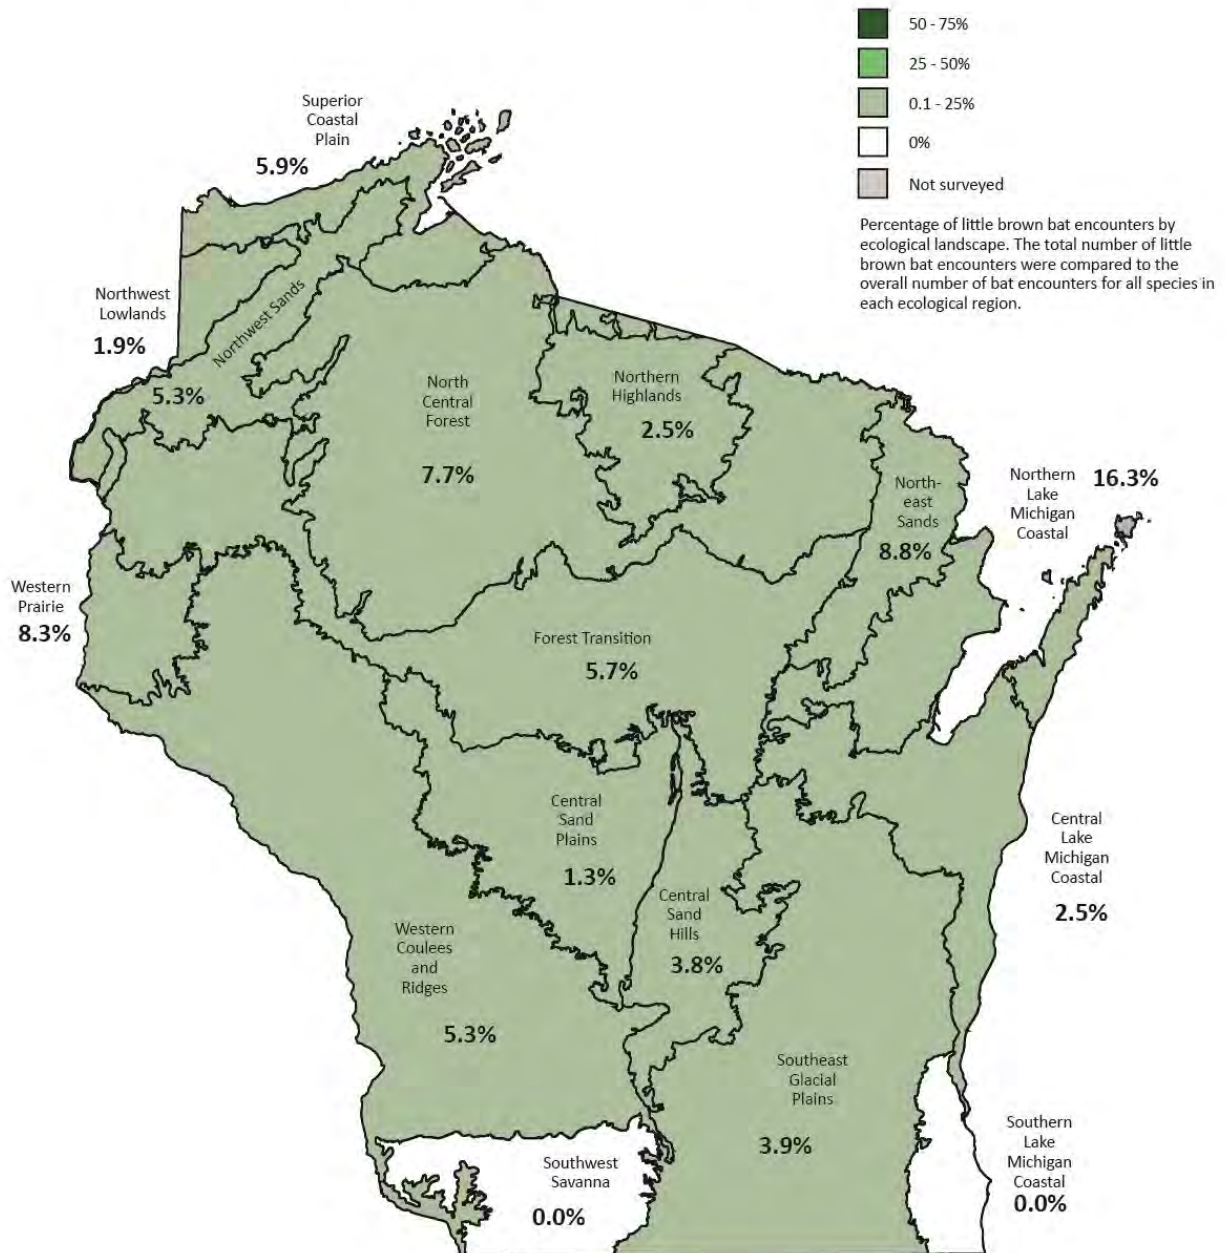 50 - 75%
25 - 50%
0.1 - 25%
0%
Not surveyed
Percentage of little brown bat encounters by
ecological landscape. The total number of little
brown bat encounters were compared to the
overall number of bat encounters for all species in
each ecological region.
Superior
Coastal
Plain
5.9%
Northwest
Lowlands
1.9%
Northwest Sands
5.3%
North
Central
Forest
7.7%
Northern
Highlands
2.5%
North-
east
Sands
8.8%
Northern
Lake
Michigan
Coastal
16.3%
Western
Prairie
8.3%
Forest Transition
5.7%
Central
Sand
Plains
1.3%
Central
Sand
Hills
3.8%
Central
Lake
Michigan
Coastal
2.5%
Western
Coulees
and
Ridges
5.3%
Southeast
Glacial
Plains
3.9%
Southwest
Savanna
0.0%
Southern
Lake
Michigan
Coastal
0.0%